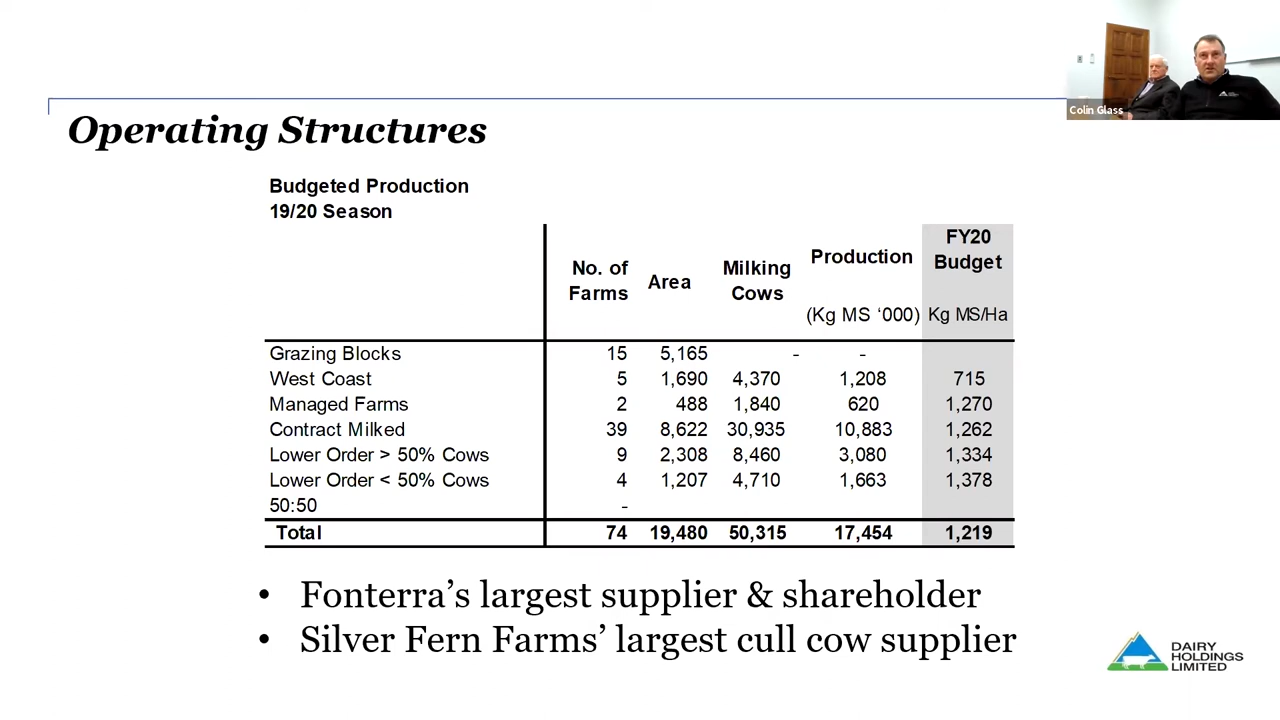 Colin Glass
Operating Structures
Budgeted Production
19/20 Season
No. of Farms Area Milking Cows Production (Kg MS ‘000) FY20 Budget Kg MS/Ha
Grazing Blocks 15 5,165 - -
West Coast 5 1,690 4,370 1,208 715
Managed Farms 2 488 1,840 620 1,270
Contract Milked 39 8,622 30,935 10,883 1,262
Lower Order > 50% Cows 9 2,308 8,460 3,080 1,334
Lower Order < 50% Cows 4 1,207 4,710 1,663 1,378
50:50 -
Total 74 19,480 50,315 17,454 1,219
• Fonterra’s largest supplier & shareholder
• Silver Fern Farms’ largest cull cow supplier
DAIRY
HOLDINGS
LIMITED